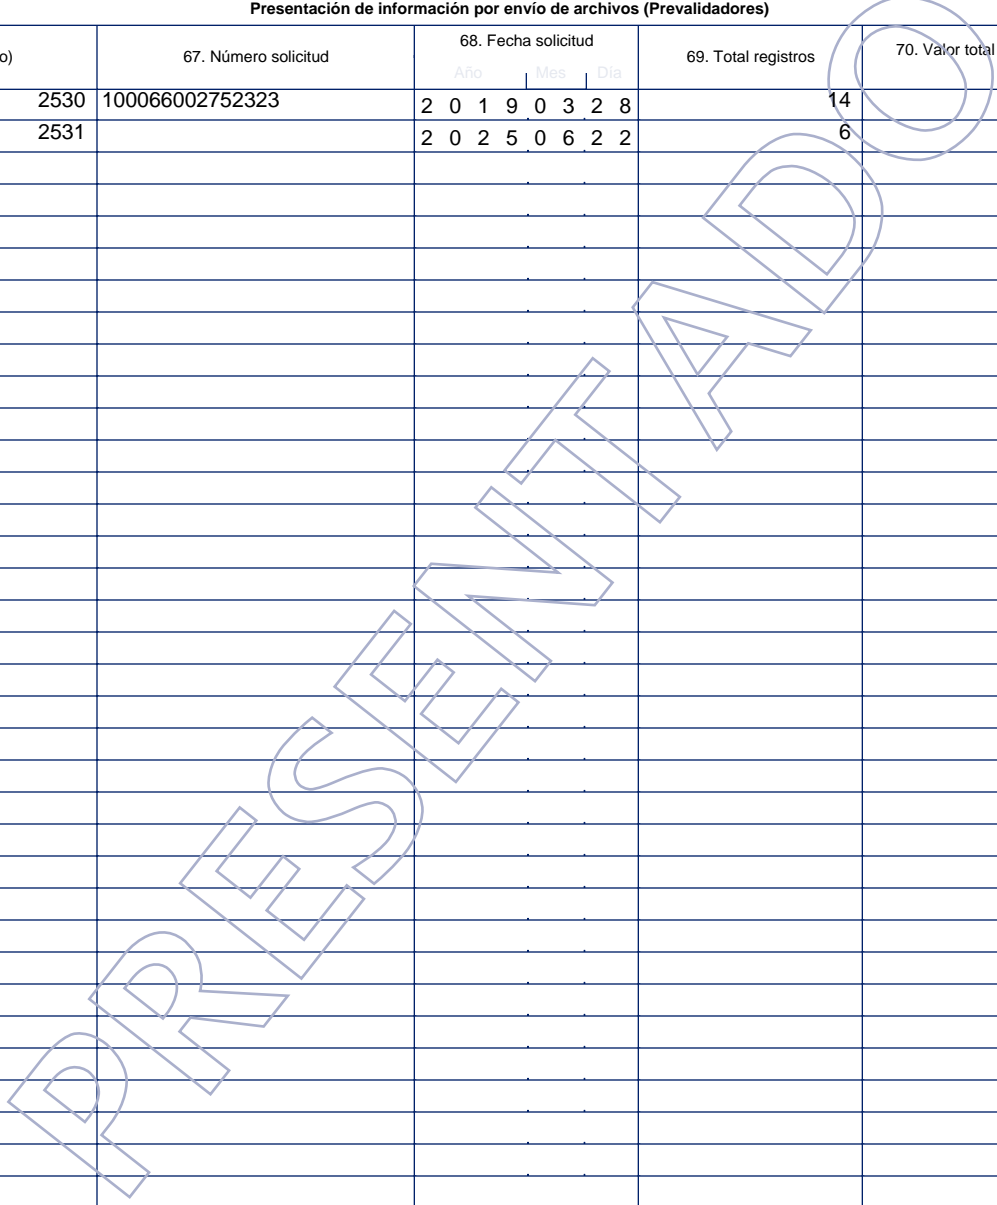 Presentación de información por envío de archivos (Prevalidadores)
o) 67. Número solicitud 68. Fecha solicitud 69. Total registros 70. Valor total
Año Mes Día
2530 100066002752323 2 0 1 9 0 3 2 8 14
2531 2 0 2 5 0 6 2 2 6
PRESENTADO